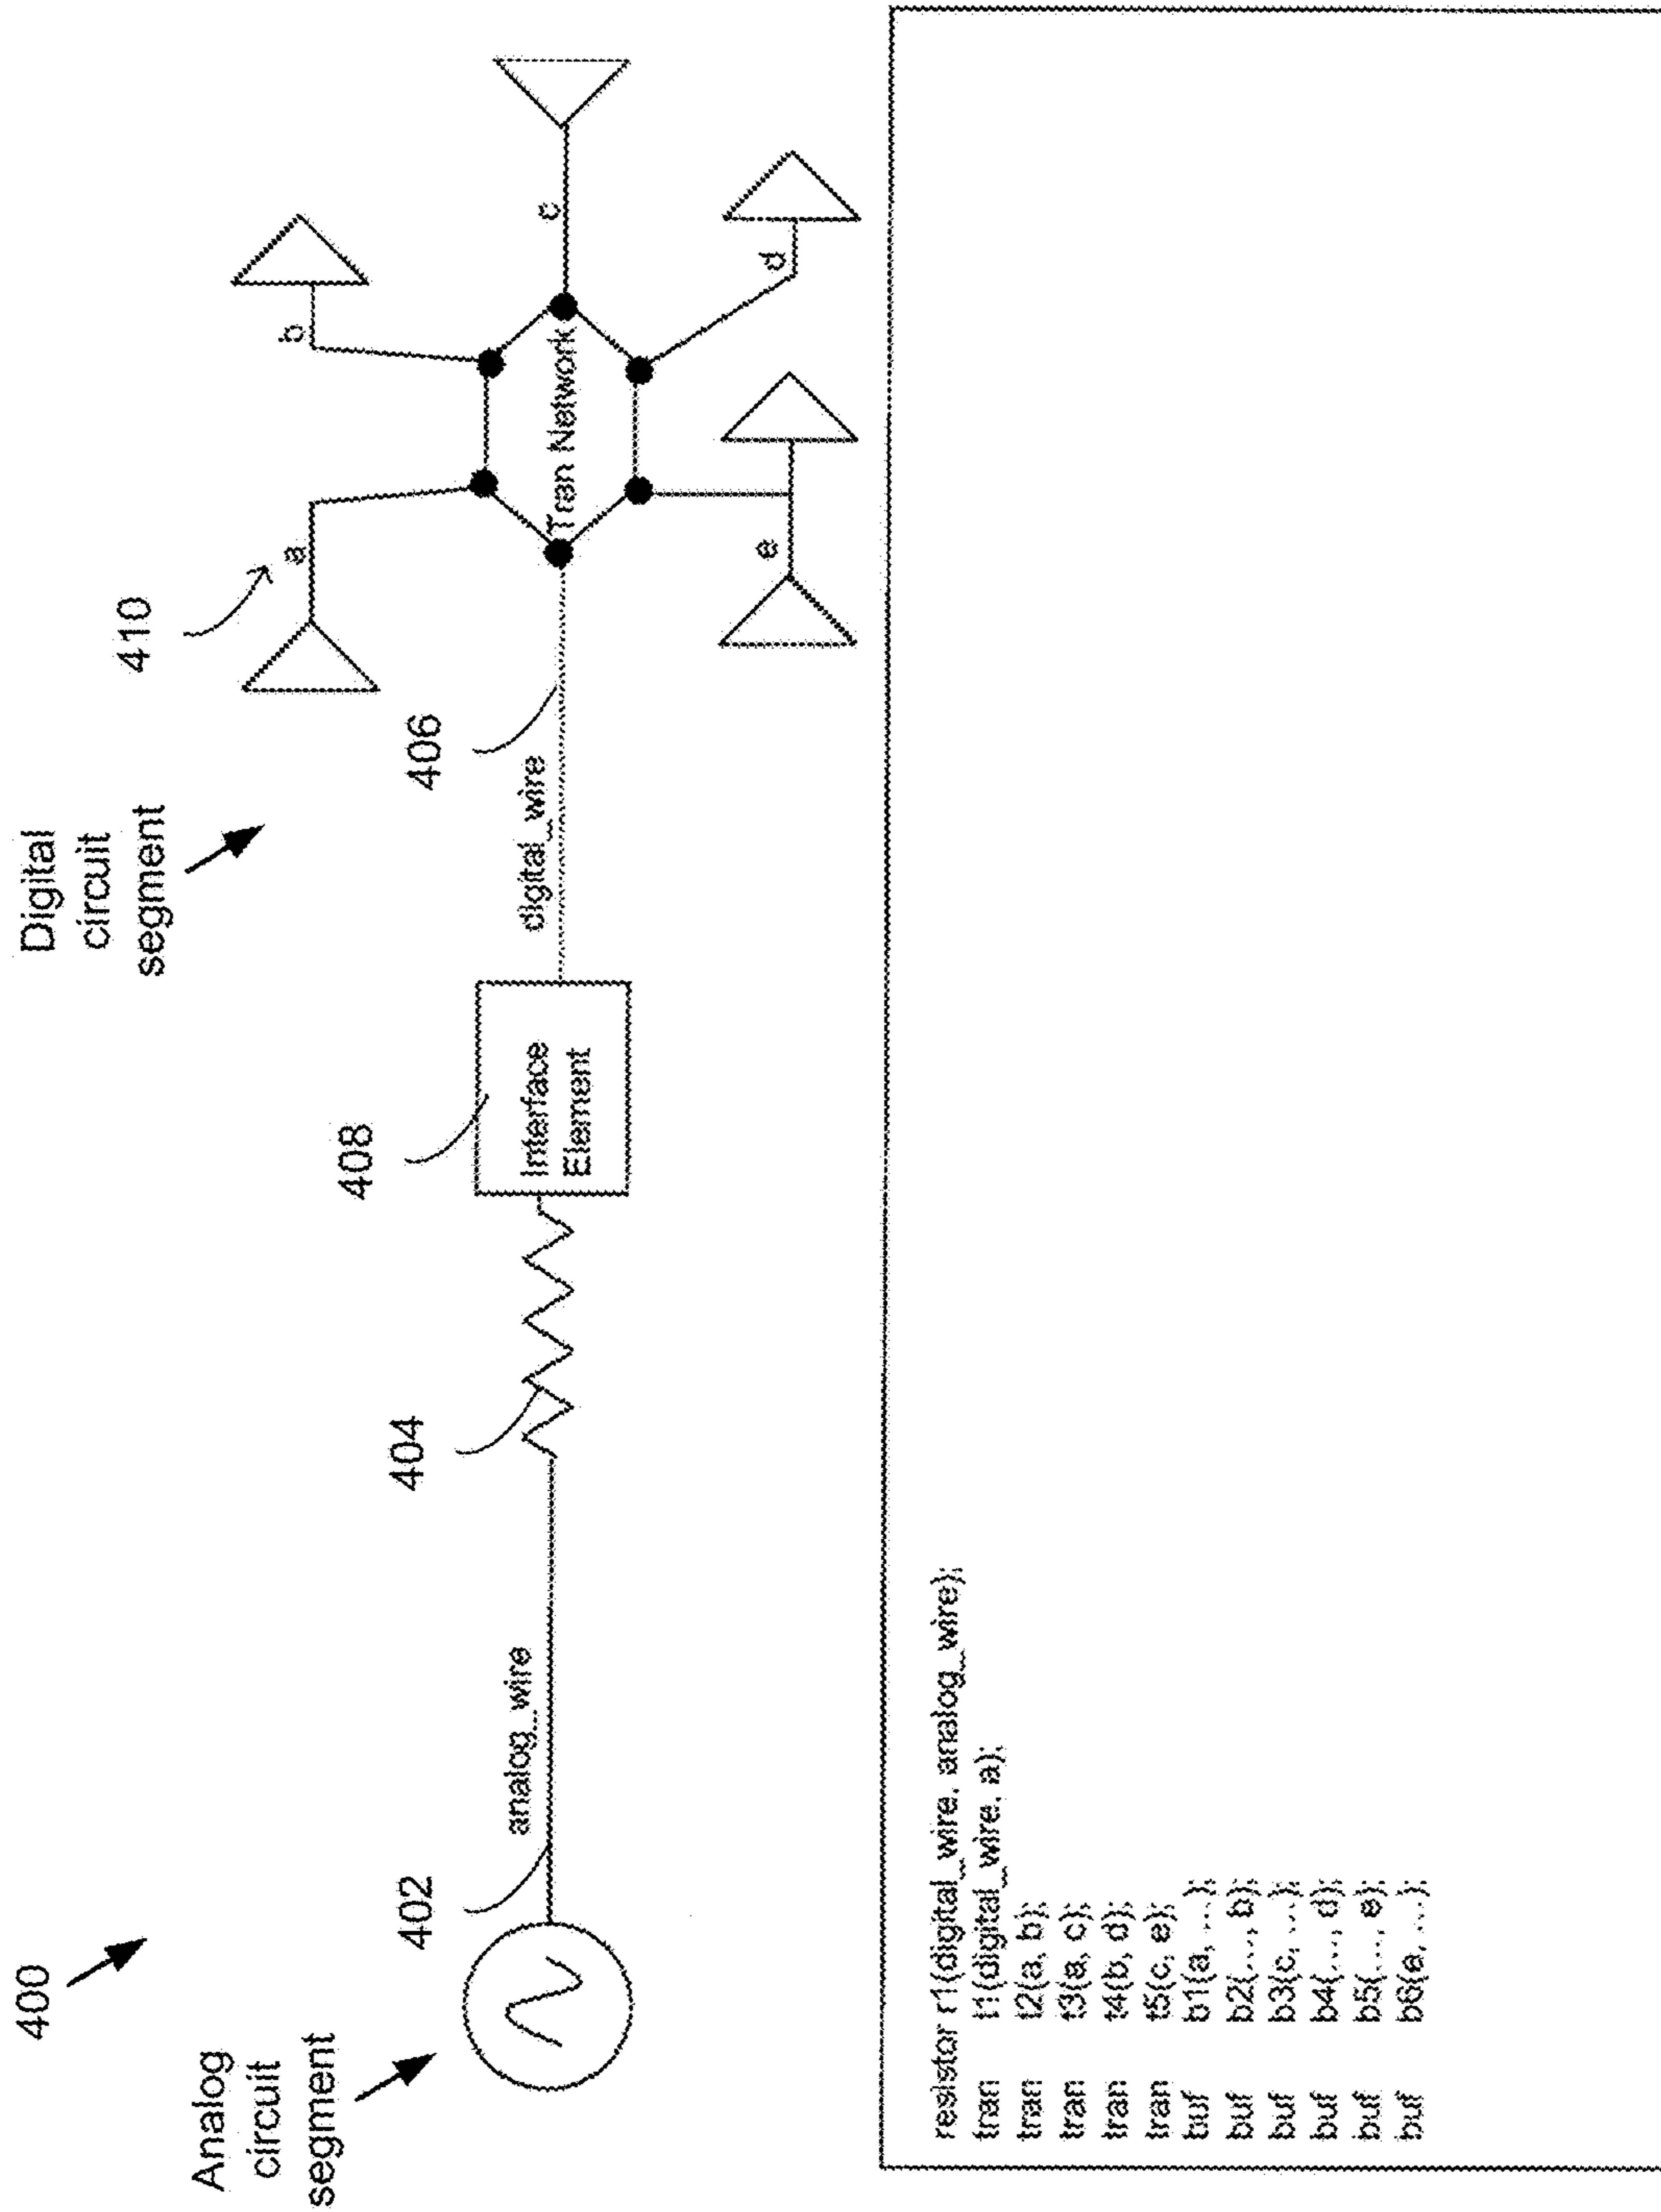 400
Analog
circuit
segment
402
analog_wire
404
408
Interface
Element
Digital
circuit
segment
406
digital_wire
410
a
b
c
d
e
Tran Network
resistor r1(digital_wire, analog_wire);
tran t1(digital_wire, a);
tran t2(a, b);
tran t3(a, c);
tran t4(b, d);
tran t5(c, e);
buf b1(a, ...);
buf b2(..., b);
buf b3(c, ...);
buf b4(..., d);
buf b5(..., e);
buf b6(e, ...);